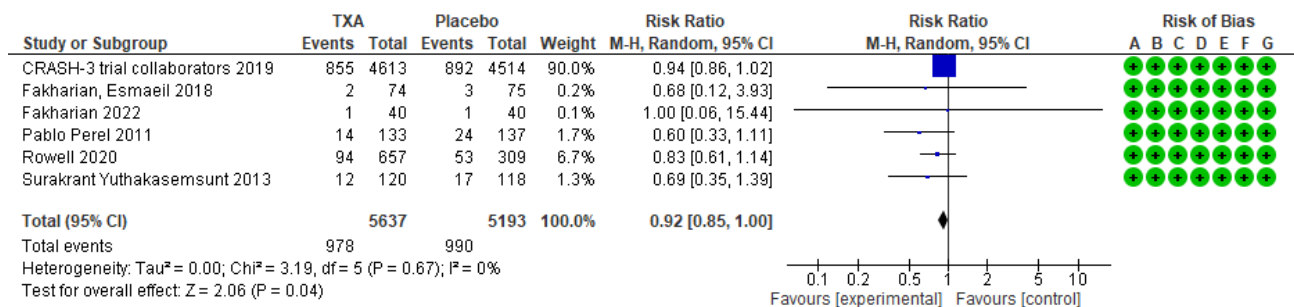 TXA Placebo Risk Ratio Risk Ratio Risk of Bias
Study or Subgroup Events Total Events Total Weight M-H, Random, 95% CI M-H, Random, 95% CI A B C D E F G
CRASH-3 trial collaborators 2019 855 4613 892 4514 90.0% 0.94 [0.86, 1.02] + + + + + + +
Fakharian, Esmaeil 2018 2 74 3 75 0.2% 0.68 [0.12, 3.93] + + + + + + +
Fakharian 2022 1 40 1 40 0.1% 1.00 [0.06, 15.44] + + + + + + +
Pablo Perel 2011 14 133 24 137 1.7% 0.60 [0.33, 1.11] + + + + + + +
Rowell 2020 94 657 53 309 6.7% 0.83 [0.61, 1.14] + + + + + + +
Surakrant Yuthakasemsunt 2013 12 120 17 118 1.3% 0.69 [0.35, 1.39] + + + + + + +
Total (95% CI) 5637 5193 100.0% 0.92 [0.85, 1.00]
Total events 978 990
Heterogeneity: Tau² = 0.00; Chi² = 3.19, df = 5 (P = 0.67); I² = 0%
Test for overall effect: Z = 2.06 (P = 0.04)
0.1 0.2 0.5 1 2 5 10
Favours [experimental] Favours [control]